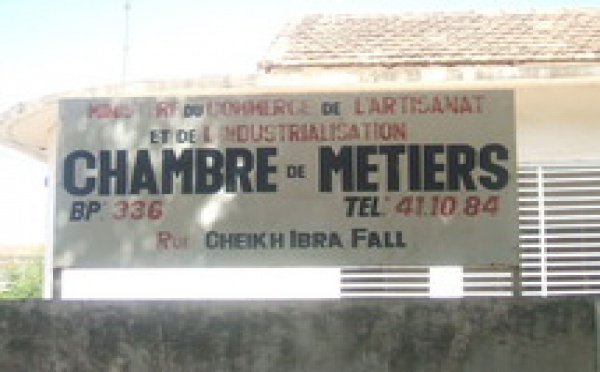 MINISTERE DU COMMERCE DE L'ARTISANAT
ET DE L'INDUSTRIALISATION
CHAMBRE DE METIERS
BP 336 TEL 41.10 84
RUE CHEIKH IBRA FALL